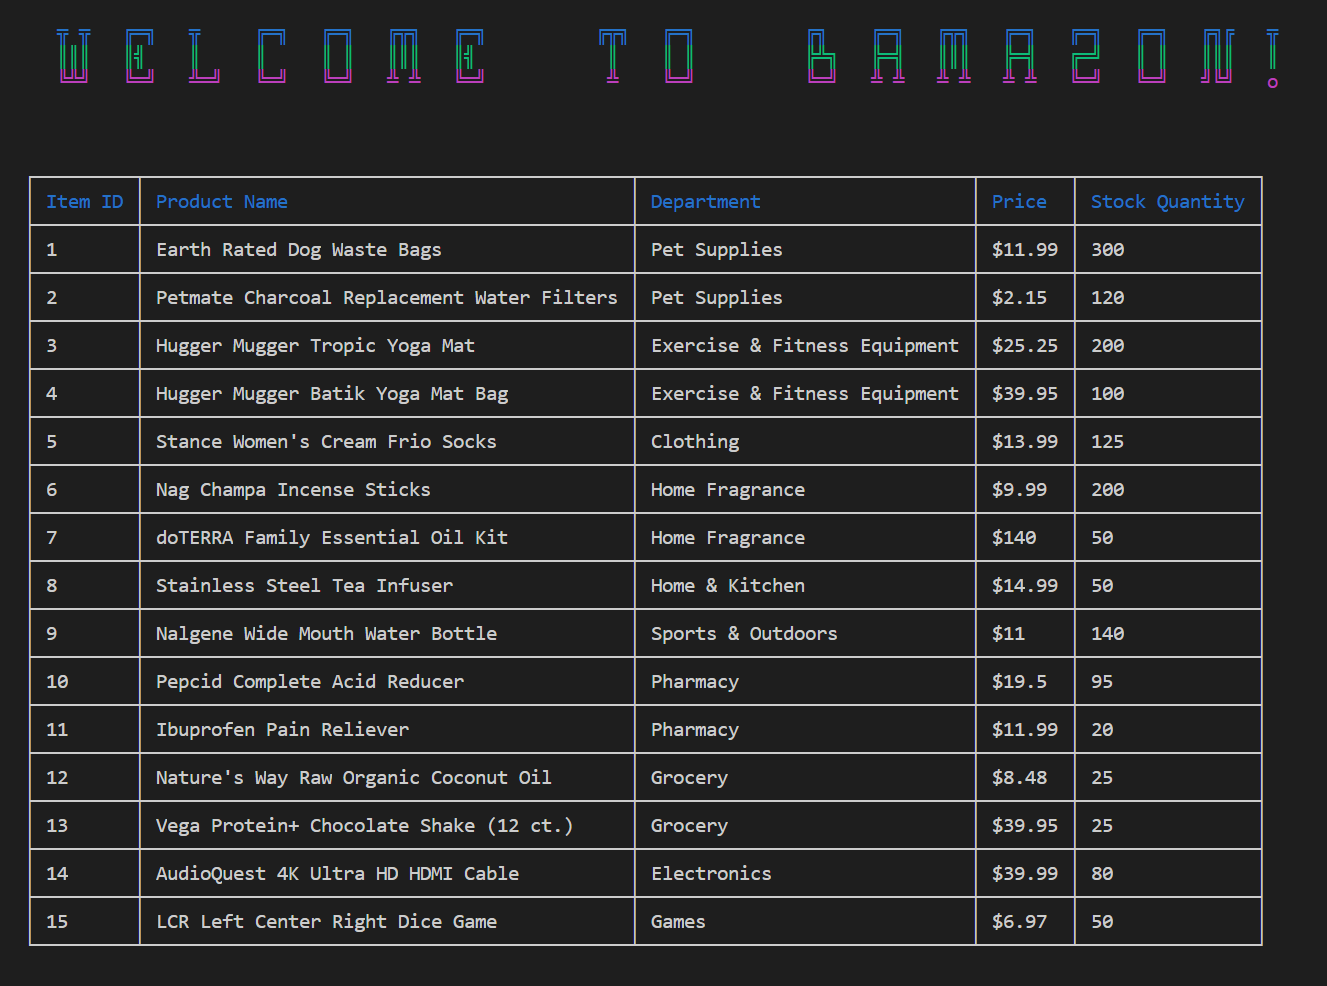 WELCOME TO BAMAZON!
Item ID Product Name Department Price Stock Quantity
1 Earth Rated Dog Waste Bags Pet Supplies $11.99 300
2 Petmate Charcoal Replacement Water Filters Pet Supplies $2.15 120
3 Hugger Mugger Tropic Yoga Mat Exercise & Fitness Equipment $25.25 200
4 Hugger Mugger Batik Yoga Mat Bag Exercise & Fitness Equipment $39.95 100
5 Stance Women's Cream Frio Socks Clothing $13.99 125
6 Nag Champa Incense Sticks Home Fragrance $9.99 200
7 doTERRA Family Essential Oil Kit Home Fragrance $140 50
8 Stainless Steel Tea Infuser Home & Kitchen $14.99 50
9 Nalgene Wide Mouth Water Bottle Sports & Outdoors $11 140
10 Pepcid Complete Acid Reducer Pharmacy $19.5 95
11 Ibuprofen Pain Reliever Pharmacy $11.99 20
12 Nature's Way Raw Organic Coconut Oil Grocery $8.48 25
13 Vega Protein+ Chocolate Shake (12 ct.) Grocery $39.95 25
14 AudioQuest 4K Ultra HD HDMI Cable Electronics $39.99 80
15 LCR Left Center Right Dice Game Games $6.97 50